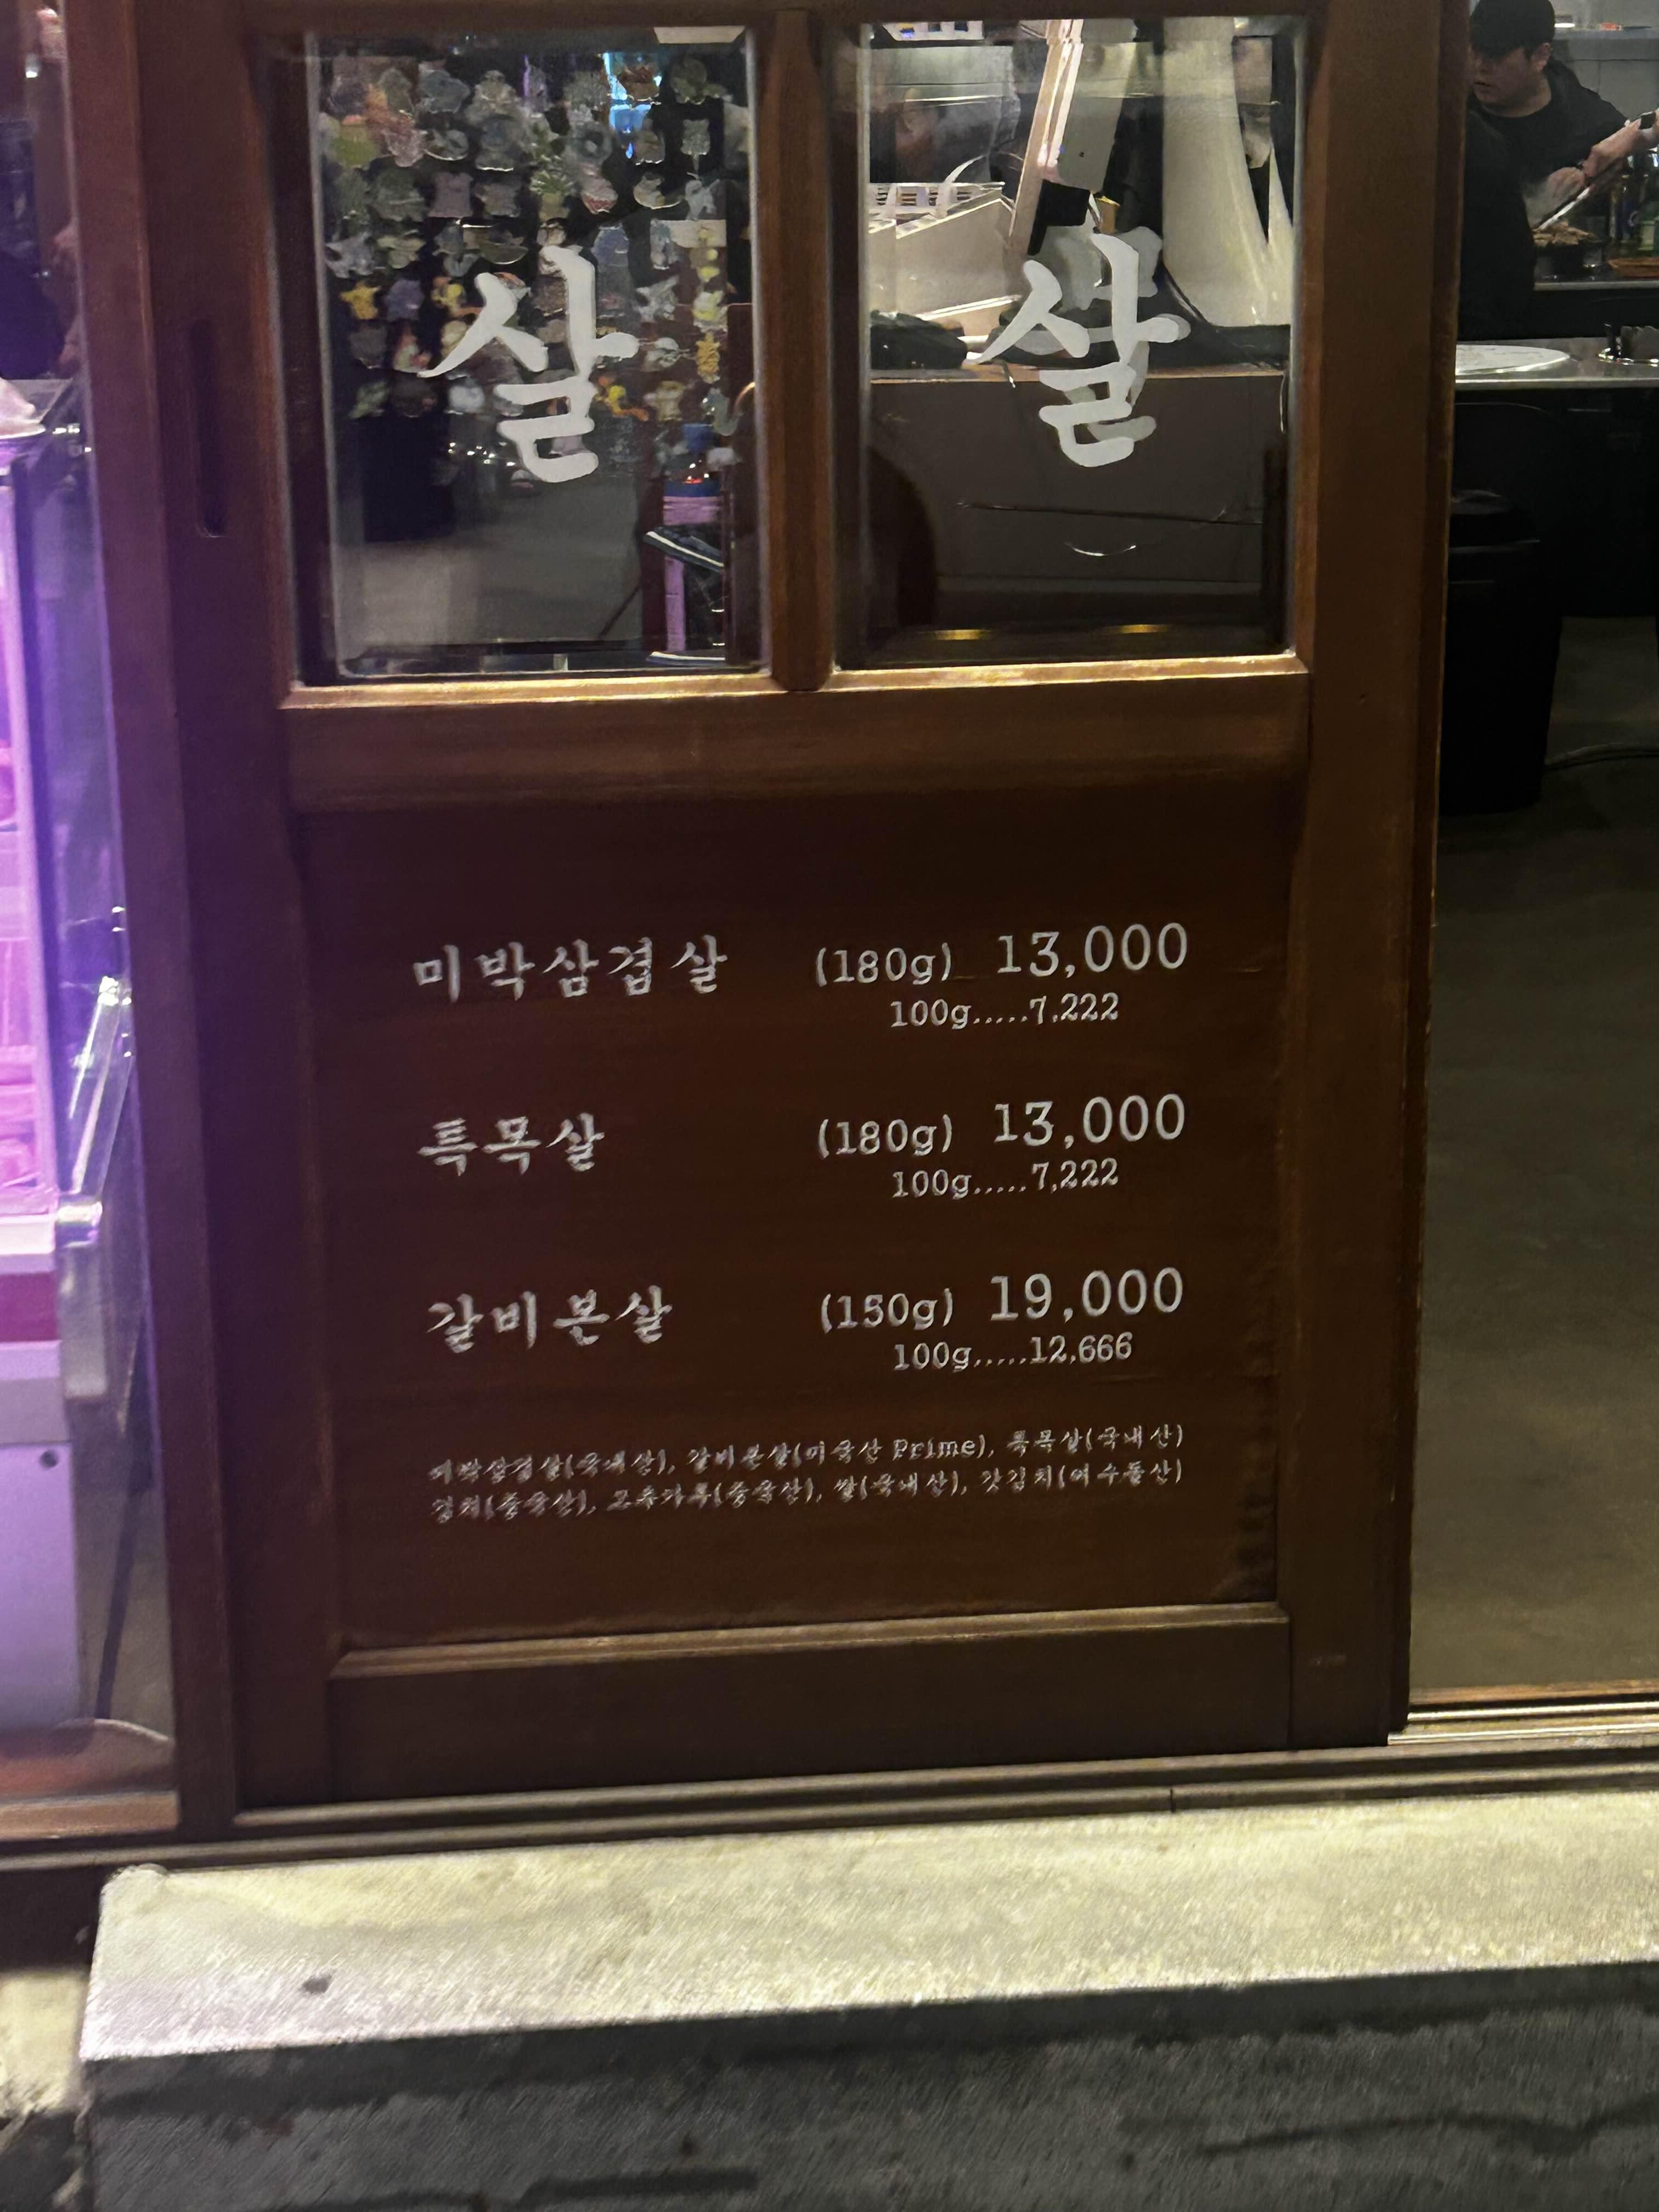 살 살
미박삼겹살 (180g) 13,000
100g.....7,222
특목살 (180g) 13,000
100g.....7,222
갈비본살 (150g) 19,000
100g.....12,666
미박삼겹살(국내산), 갈비본살(미국산 Prime), 특목살(국내산)
김치(중국산), 고추가루(중국산), 쌀(국내산), 갓김치(여수돌산)